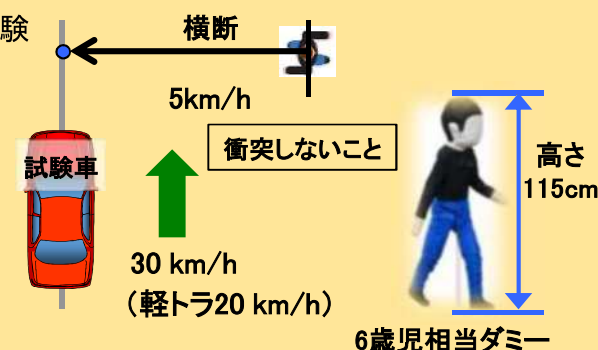 験
横断
5km/h
衝突しないこと
試験車
高さ
115cm
30 km/h
（軽トラ20 km/h）
6歳児相当ダミー